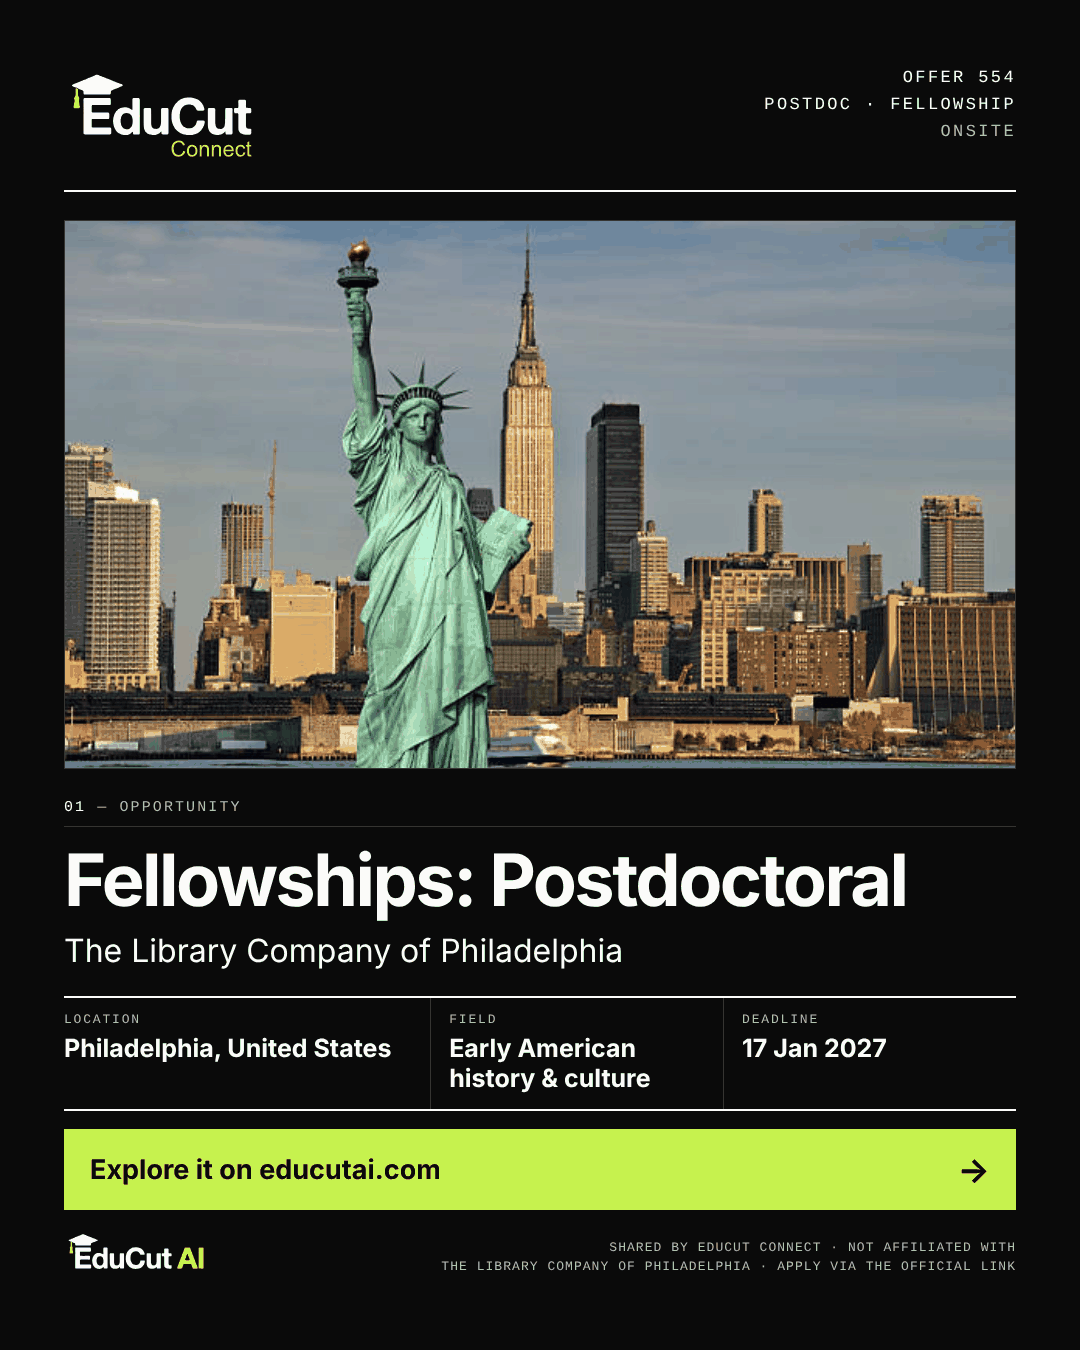 EduCut
Connect
OFFER 554
POSTDOC · FELLOWSHIP
ONSITE
01 — OPPORTUNITY
Fellowships: Postdoctoral
The Library Company of Philadelphia
LOCATION
Philadelphia, United States
FIELD
Early American
history & culture
DEADLINE
17 Jan 2027
Explore it on educutai.com →
EduCut AI
SHARED BY EDUCUT CONNECT · NOT AFFILIATED WITH
THE LIBRARY COMPANY OF PHILADELPHIA · APPLY VIA THE OFFICIAL LINK